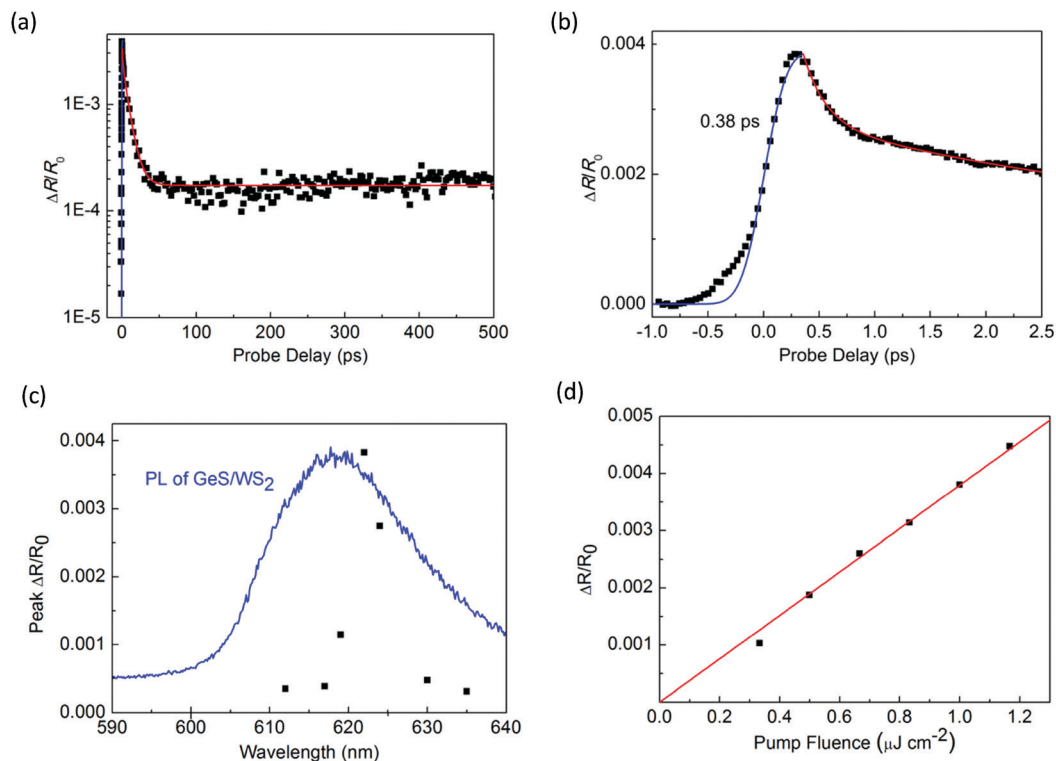 (a)
1E-3
1E-4
1E-5
ΔR/R0
0 100 200 300 400 500
Probe Delay (ps)
(b)
0.004
0.002
0.000
ΔR/R0
0.38 ps
-1.0 -0.5 0.0 0.5 1.0 1.5 2.0 2.5
Probe Delay (ps)
(c)
0.004
0.003
0.002
0.001
0.000
Peak ΔR/R0
PL of GeS/WS2
590 600 610 620 630 640
Wavelength (nm)
(d)
0.005
0.004
0.003
0.002
0.001
ΔR/R0
0.0 0.2 0.4 0.6 0.8 1.0 1.2
Pump Fluence (μJ cm-2)